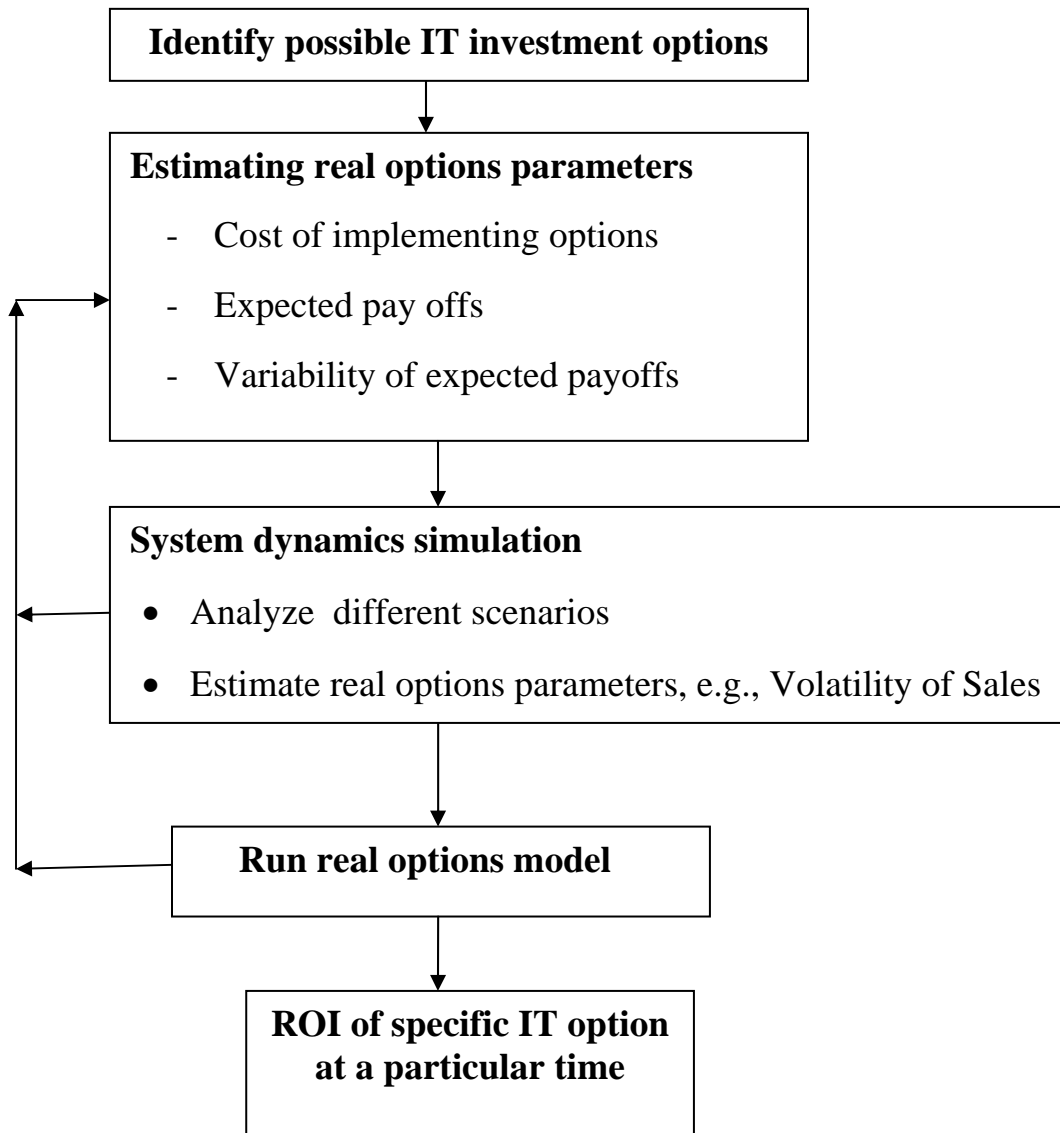 Identify possible IT investment options
Estimating real options parameters
- Cost of implementing options
- Expected pay offs
- Variability of expected payoffs
System dynamics simulation
• Analyze different scenarios
• Estimate real options parameters, e.g., Volatility of Sales
Run real options model
ROI of specific IT option
at a particular time